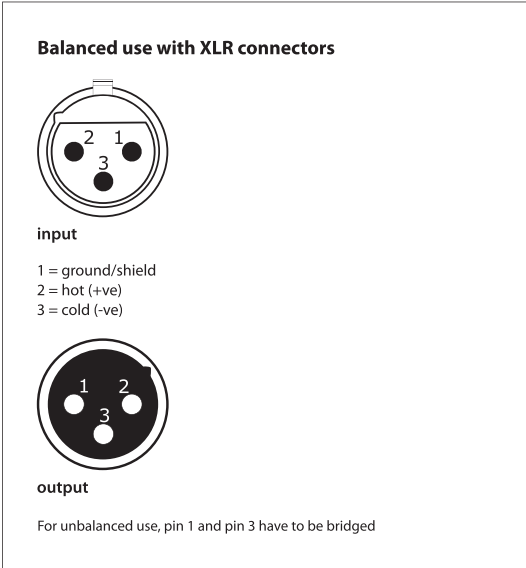 Balanced use with XLR connectors
2 1
3
input
1 = ground/shield
2 = hot (+ve)
3 = cold (-ve)
1 2
3
output
For unbalanced use, pin 1 and pin 3 have to be bridged